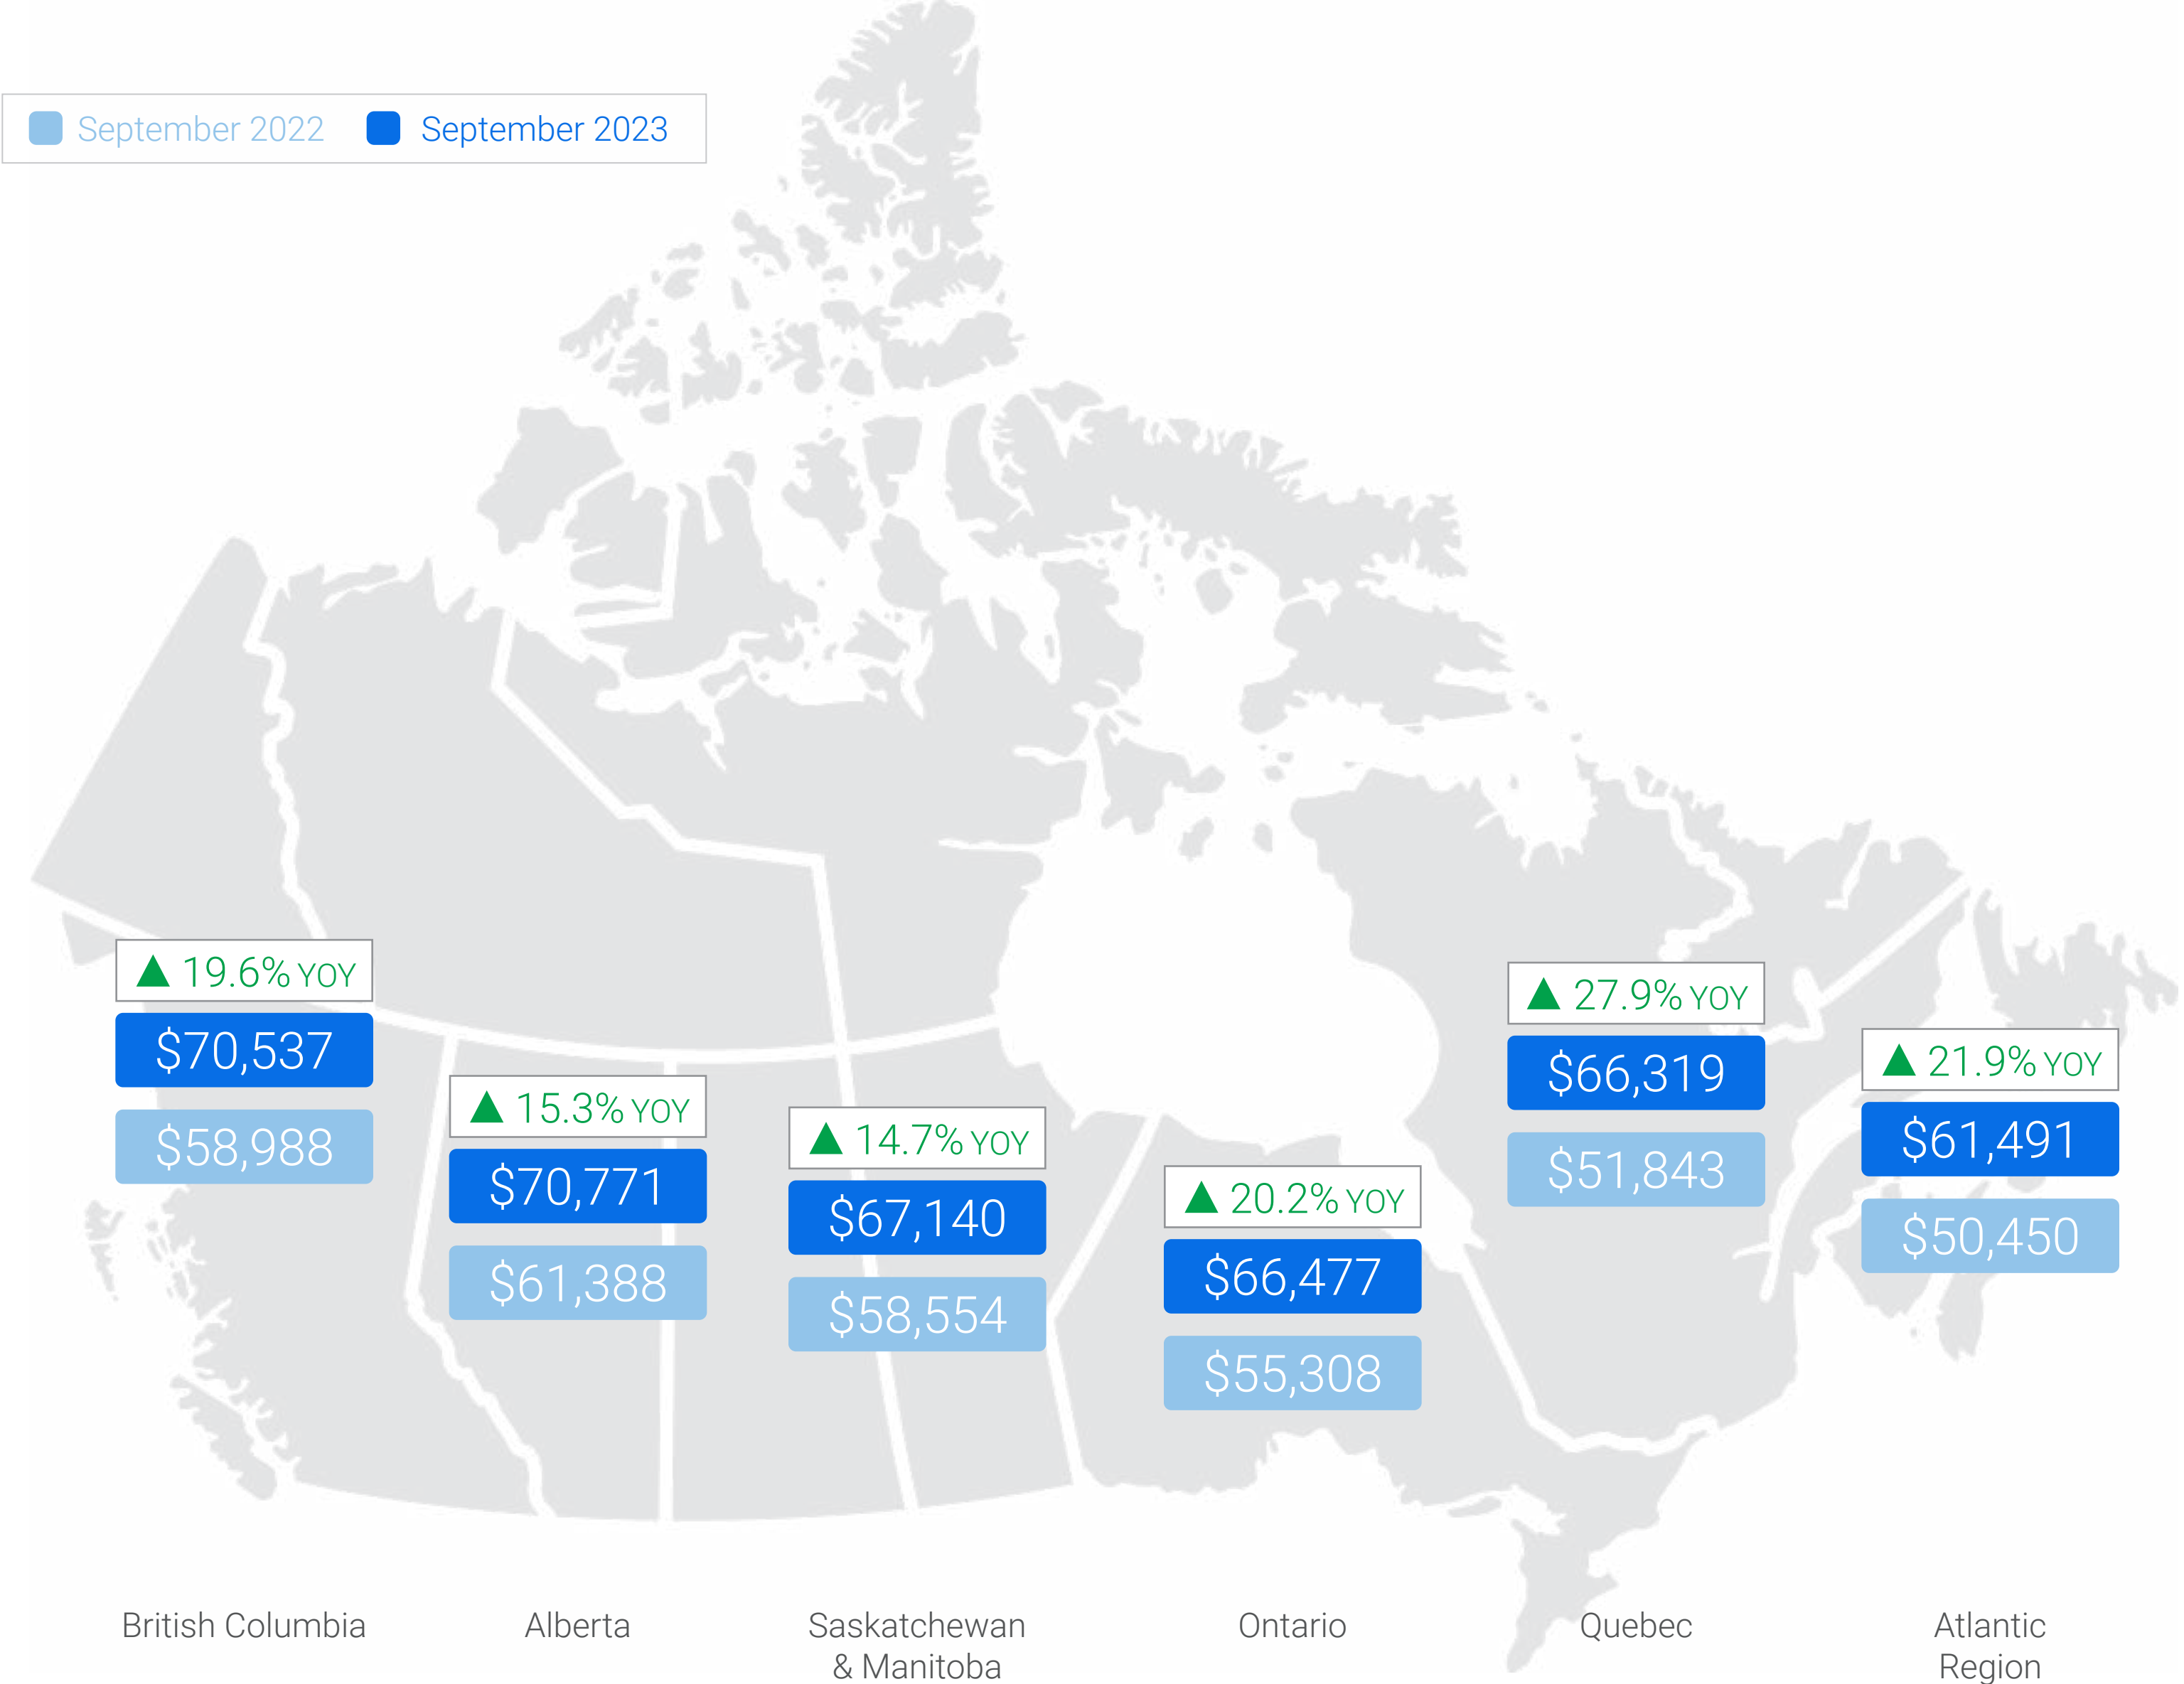 September 2022 September 2023
19.6% YOY
$70,537
$58,988
15.3% YOY
$70,771
$61,388
14.7% YOY
$67,140
$58,554
20.2% YOY
$66,477
$55,308
27.9% YOY
$66,319
$51,843
21.9% YOY
$61,491
$50,450
British Columbia
Alberta
Saskatchewan
& Manitoba
Ontario
Quebec
Atlantic
Region